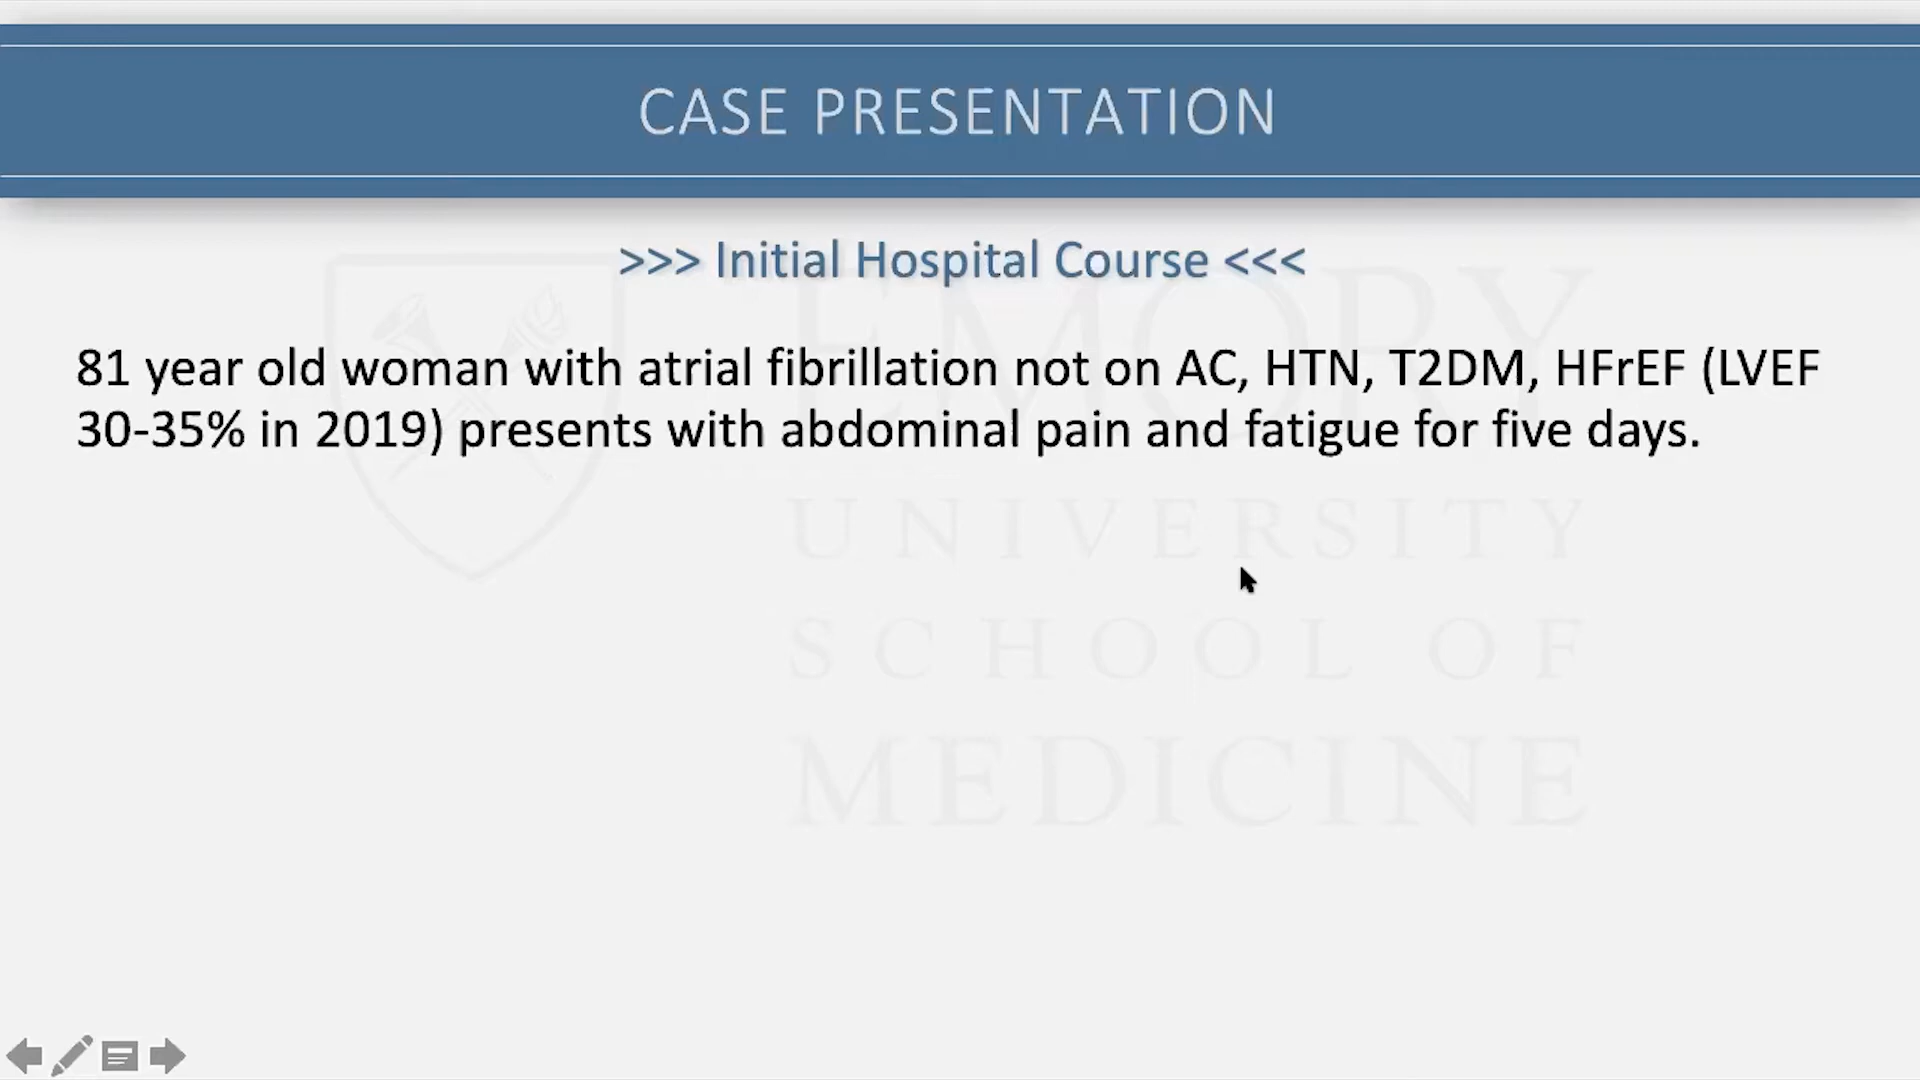 CASE PRESENTATION
>>> Initial Hospital Course <<<
81 year old woman with atrial fibrillation not on AC, HTN, T2DM, HFrEF (LVEF
30-35% in 2019) presents with abdominal pain and fatigue for five days.
EMORY
UNIVERSITY
SCHOOL OF
MEDICINE